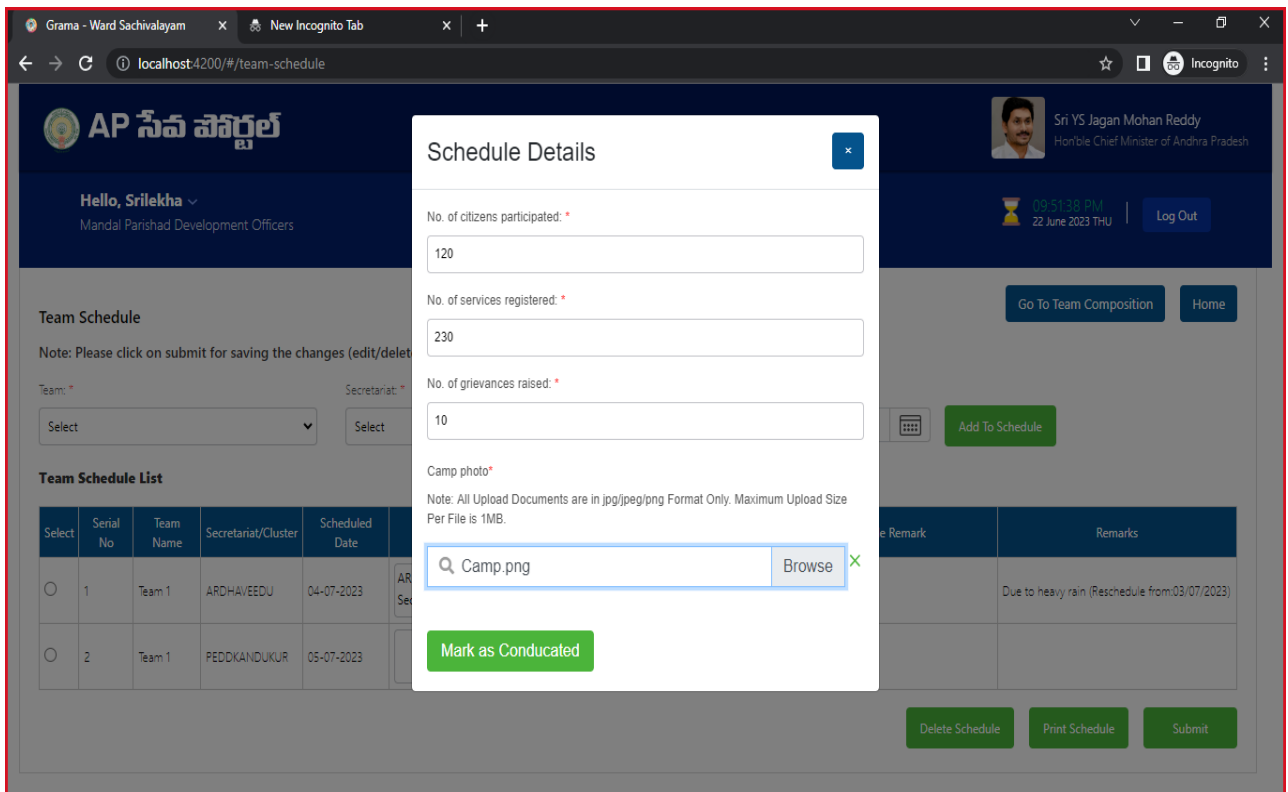 Grama - Ward Sachivalayam
New Incognito Tab
localhost:4200/#/team-schedule
Incognito
AP సేవ పోర్టల్
Sri YS Jagan Mohan Reddy
Hon'ble Chief Minister of Andhra Pradesh
Hello, Srilekha
Mandal Parishad Development Officers
09:51:38 PM
22 June 2023 THU
Log Out
Go To Team Composition
Home
Team Schedule
Note: Please click on submit for saving the changes (edit/delet
Team: *
Secretariat: *
Select
Select
Add To Schedule
Team Schedule List
Select
Serial No
Team Name
Secretariat/Cluster
Scheduled Date
e Remark
Remarks
1
Team 1
ARDHAVEEDU
04-07-2023
AR
Sec
Due to heavy rain (Reschedule from:03/07/2023)
2
Team 1
PEDDKANDUKUR
05-07-2023
Delete Schedule
Print Schedule
Submit
Schedule Details
×
No. of citizens participated: *
120
No. of services registered: *
230
No. of grievances raised: *
10
Camp photo*
Note: All Upload Documents are in jpg/jpeg/png Format Only. Maximum Upload Size
Per File is 1MB.
Camp.png
Browse
X
Mark as Conducated